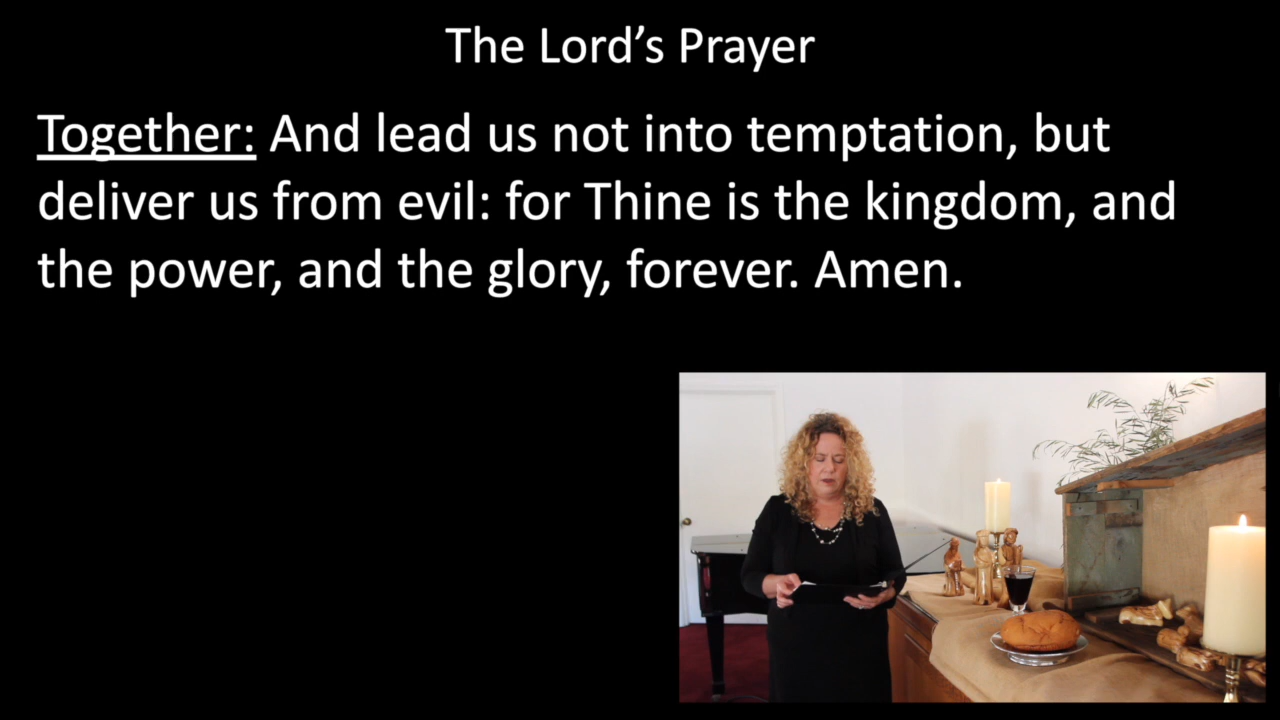 The Lord’s Prayer
Together: And lead us not into temptation, but
deliver us from evil: for Thine is the kingdom, and
the power, and the glory, forever. Amen.